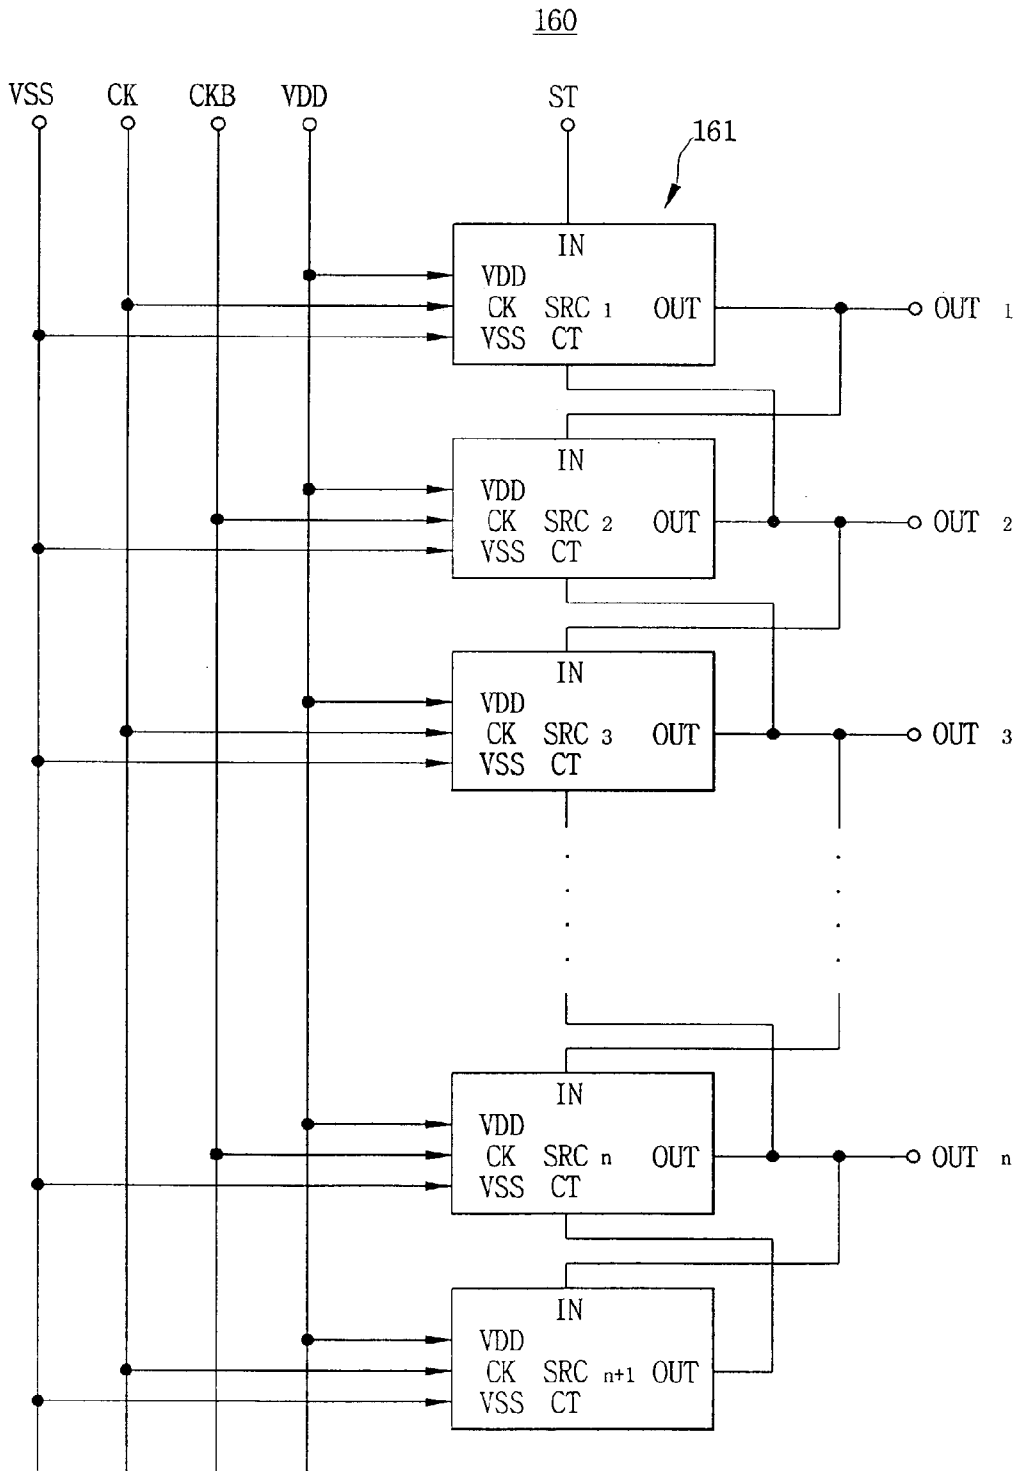 160
VSS CK CKB VDD ST
161
IN
VDD
CK SRC 1 OUT OUT 1
VSS CT
IN
VDD
CK SRC 2 OUT OUT 2
VSS CT
IN
VDD
CK SRC 3 OUT OUT 3
VSS CT
IN
VDD
CK SRC n OUT OUT n
VSS CT
IN
VDD
CK SRC n+1 OUT
VSS CT